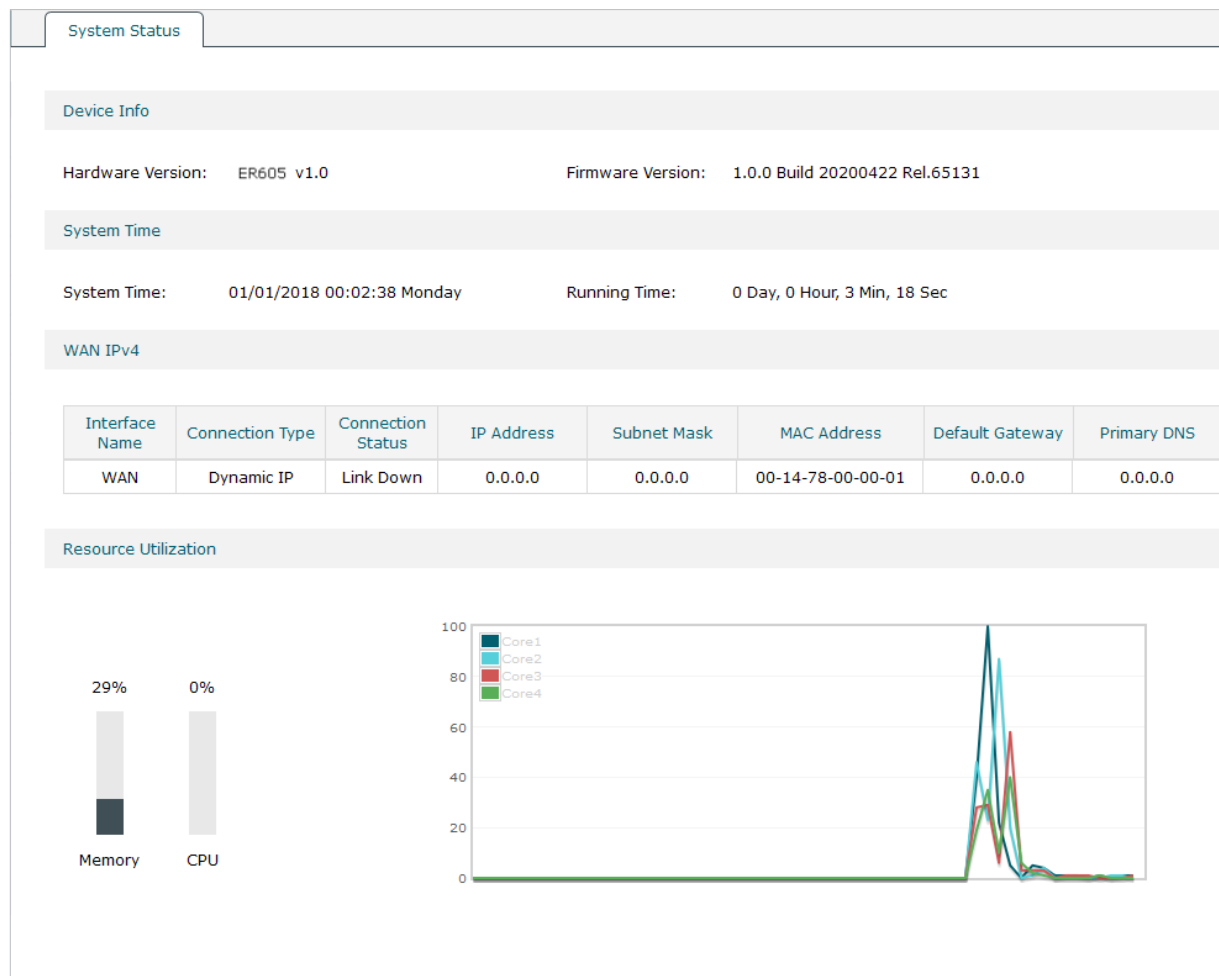 System Status
Device Info
Hardware Version: ER605 v1.0 Firmware Version: 1.0.0 Build 20200422 Rel.65131
System Time
System Time: 01/01/2018 00:02:38 Monday Running Time: 0 Day, 0 Hour, 3 Min, 18 Sec
WAN IPv4
Interface Name Connection Type Connection Status IP Address Subnet Mask MAC Address Default Gateway Primary DNS
WAN Dynamic IP Link Down 0.0.0.0 0.0.0.0 00-14-78-00-00-01 0.0.0.0 0.0.0.0
Resource Utilization
29% 0%
Memory CPU
100
80
60
40
20
0
Core1
Core2
Core3
Core4